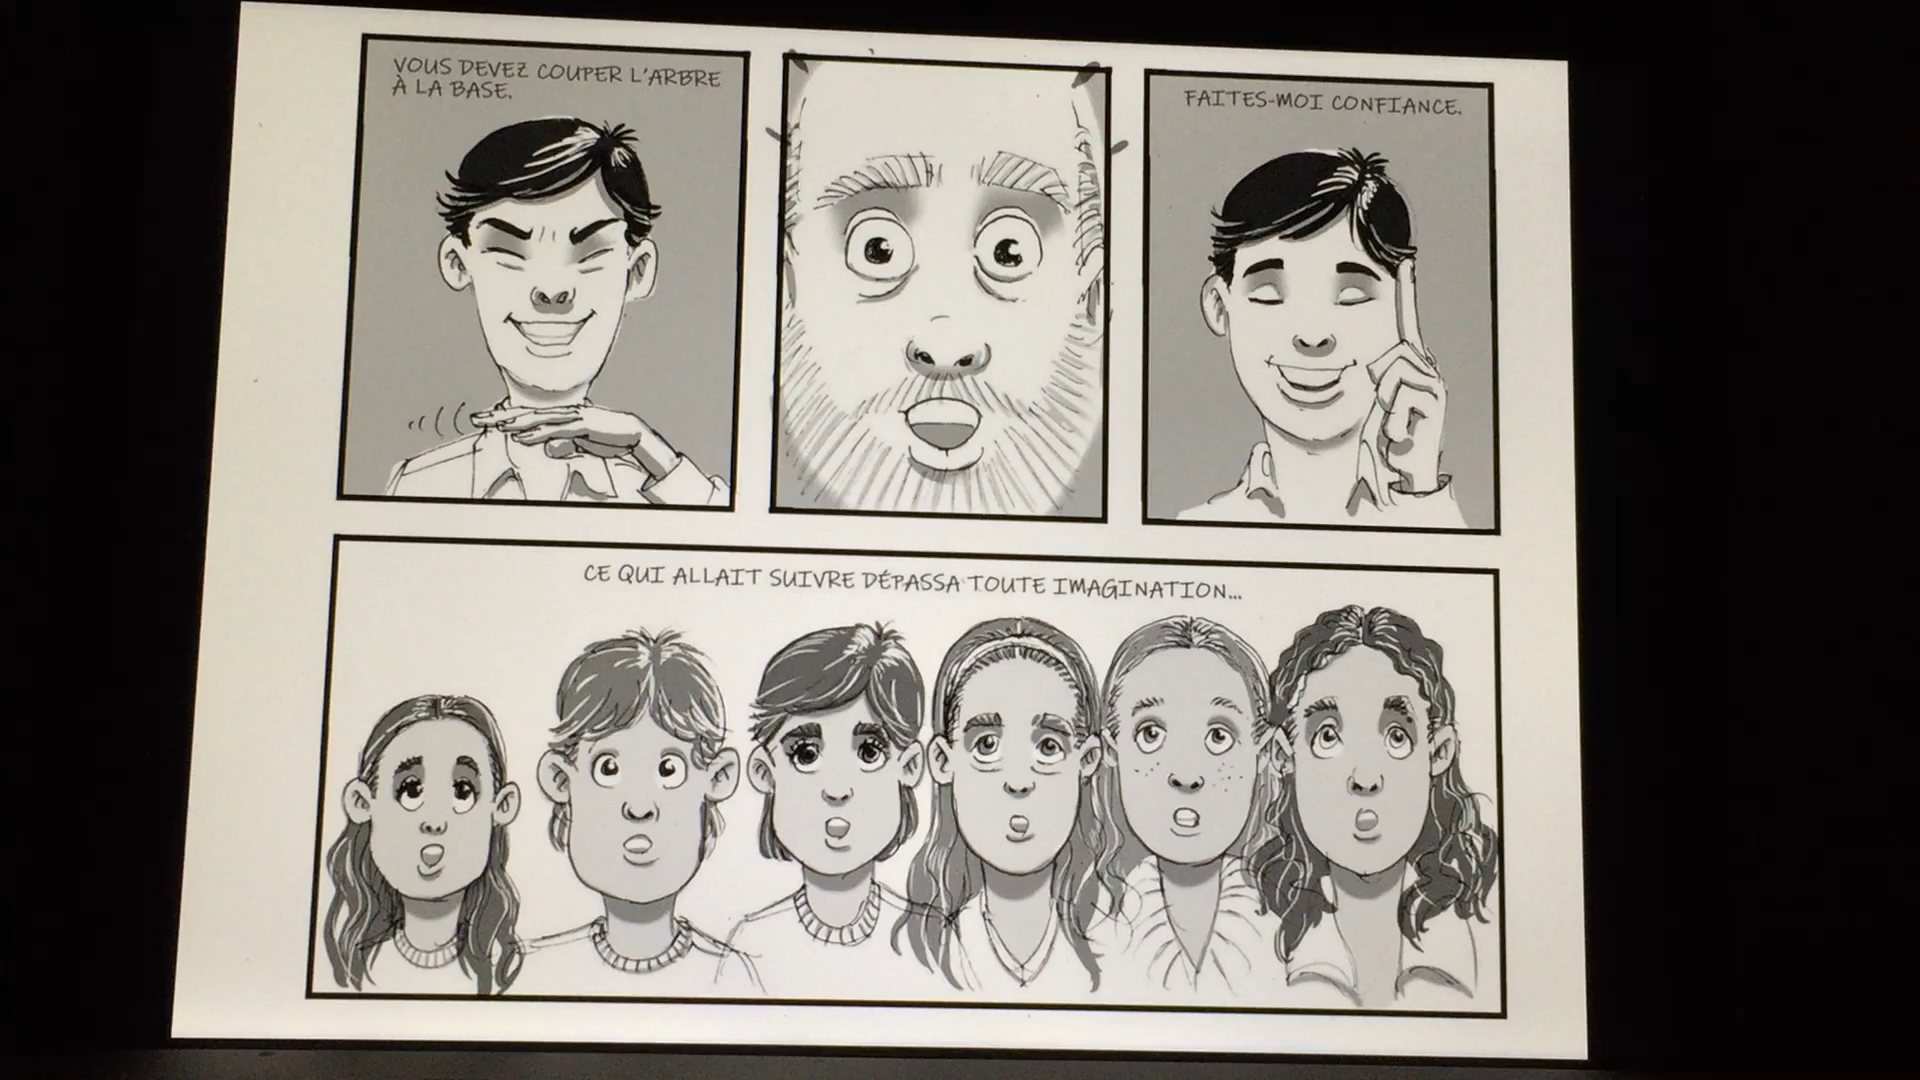 VOUS DEVEZ COUPER L'ARBRE
À LA BASE.
FAITES-MOI CONFIANCE.
CE QUI ALLAIT SUIVRE DÉPASSA TOUTE IMAGINATION...